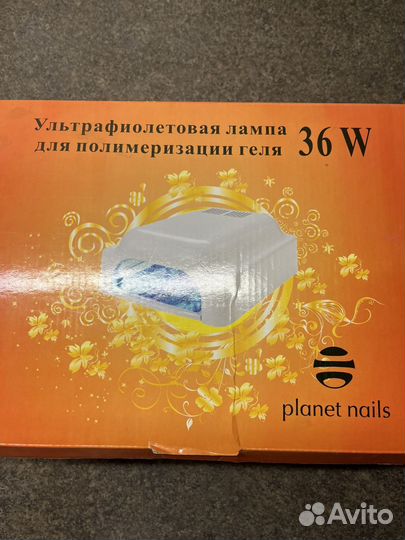 Ультрафиолетовая лампа
для полимеризации геля 36 W
planet nails
Avito